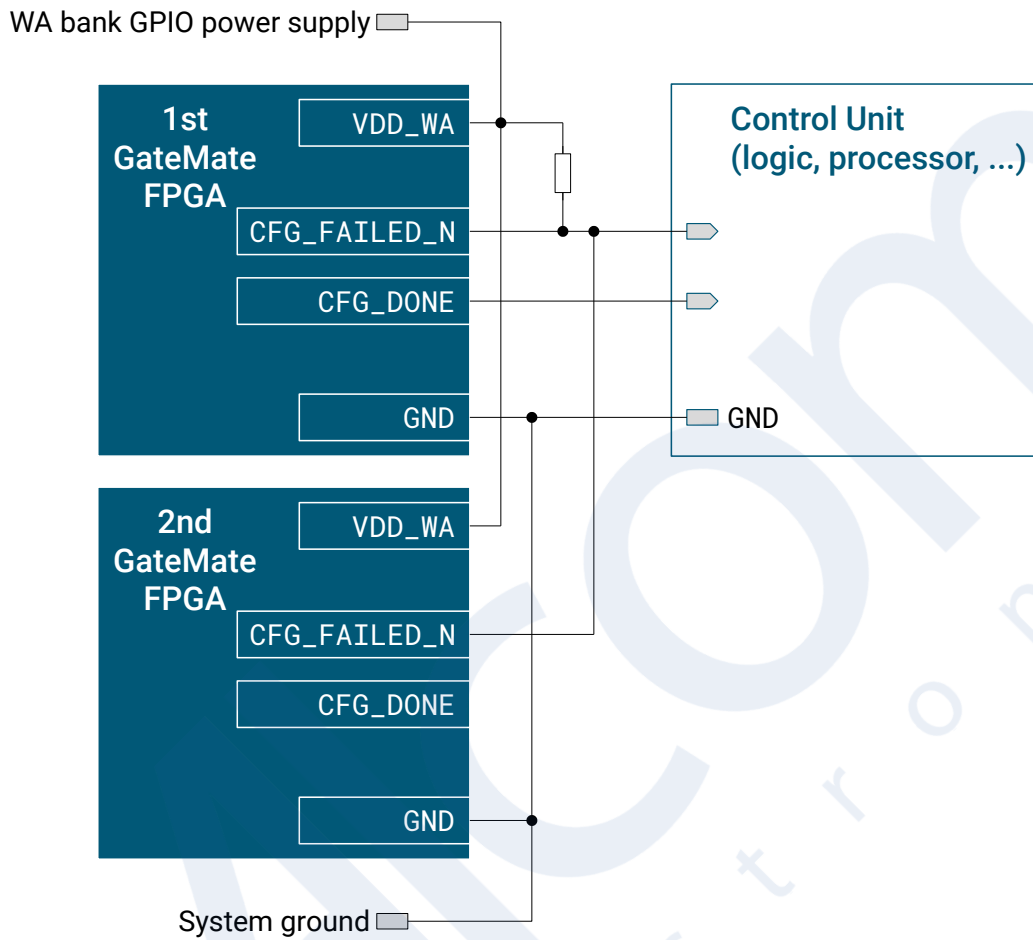 WA bank GPIO power supply
1st
GateMate
FPGA
VDD_WA
CFG_FAILED_N
CFG_DONE
GND
Control Unit
(logic, processor, ...)
GND
2nd
GateMate
FPGA
VDD_WA
CFG_FAILED_N
CFG_DONE
GND
System ground